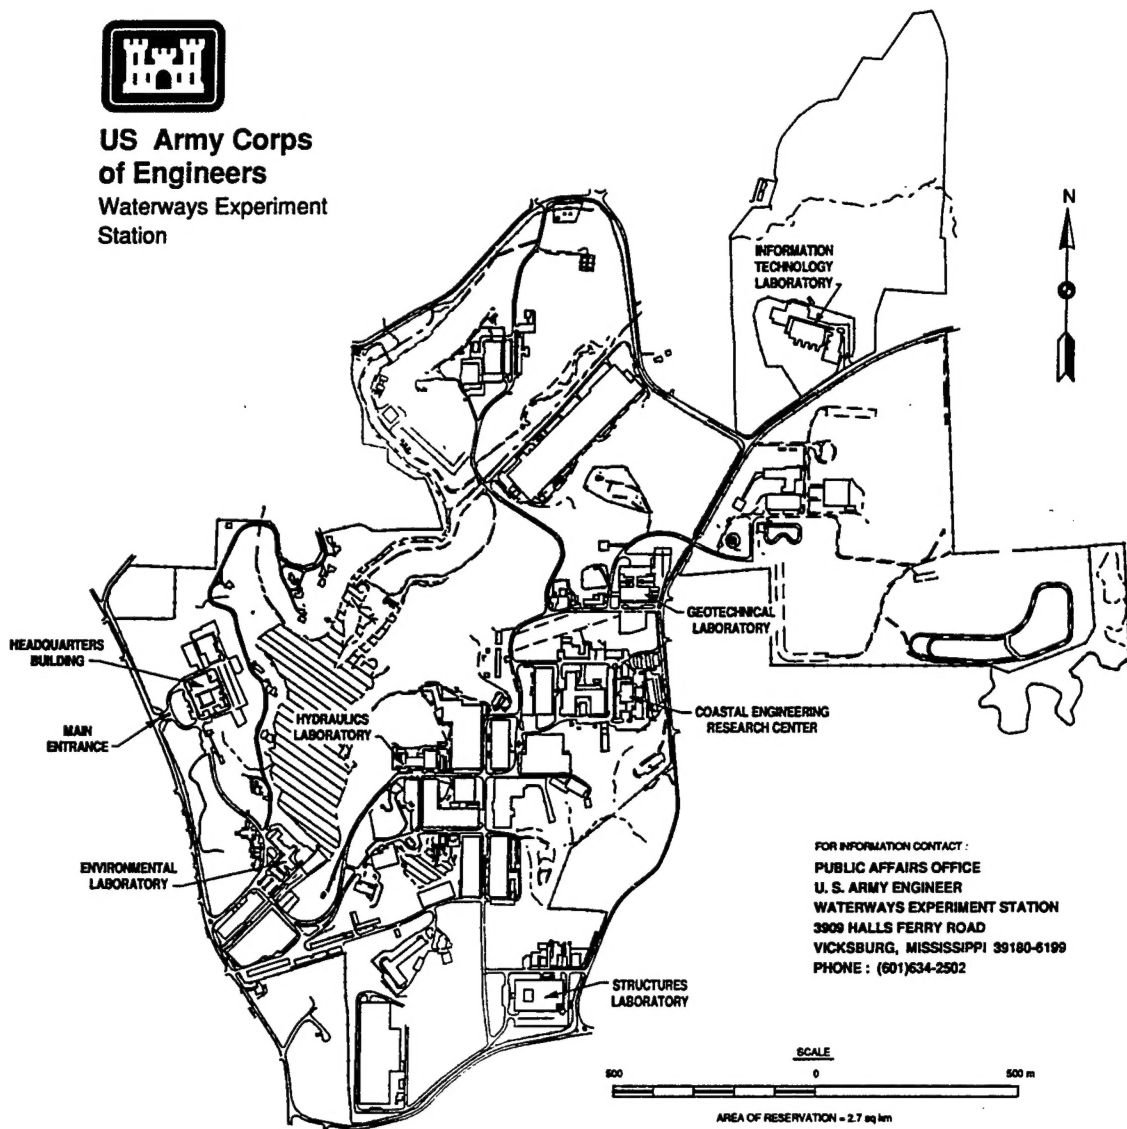 US Army Corps
of Engineers
Waterways Experiment
Station
N
INFORMATION
TECHNOLOGY
LABORATORY
GEOTECHNICAL
LABORATORY
HEADQUARTERS
BUILDING
MAIN
ENTRANCE
HYDRAULICS
LABORATORY
COASTAL ENGINEERING
RESEARCH CENTER
ENVIRONMENTAL
LABORATORY
STRUCTURES
LABORATORY
FOR INFORMATION CONTACT :
PUBLIC AFFAIRS OFFICE
U. S. ARMY ENGINEER
WATERWAYS EXPERIMENT STATION
3909 HALLS FERRY ROAD
VICKSBURG, MISSISSIPPI 39180-6199
PHONE : (601)634-2502
SCALE
500 0 500 m
AREA OF RESERVATION = 2.7 sq km